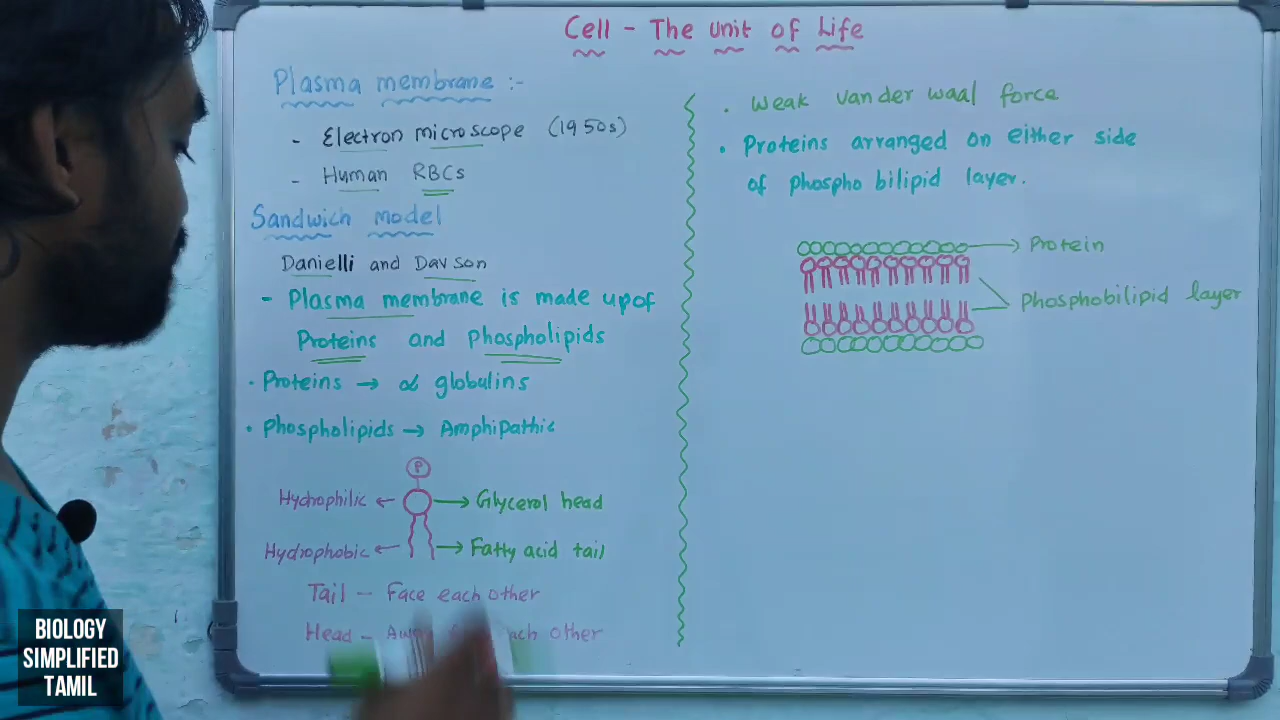 Cell - The Unit of Life
Plasma membrane :-
- Electron microscope (1950s)
- Human RBCs
Sandwich model
Danielli and Davson
- Plasma membrane is made upof
Proteins and Phospholipids
· Proteins → α globulins
· Phospholipids → Amphipathic
P
Hydrophilic ← → Glycerol head
Hydrophobic ← → Fatty acid tail
Tail - Face each other
Head - each other
· Weak vander waal force
· Proteins arranged on either side
of phospho bilipid layer.
→ Protein
Phosphobilipid layer
BIOLOGY
SIMPLIFIED
TAMIL